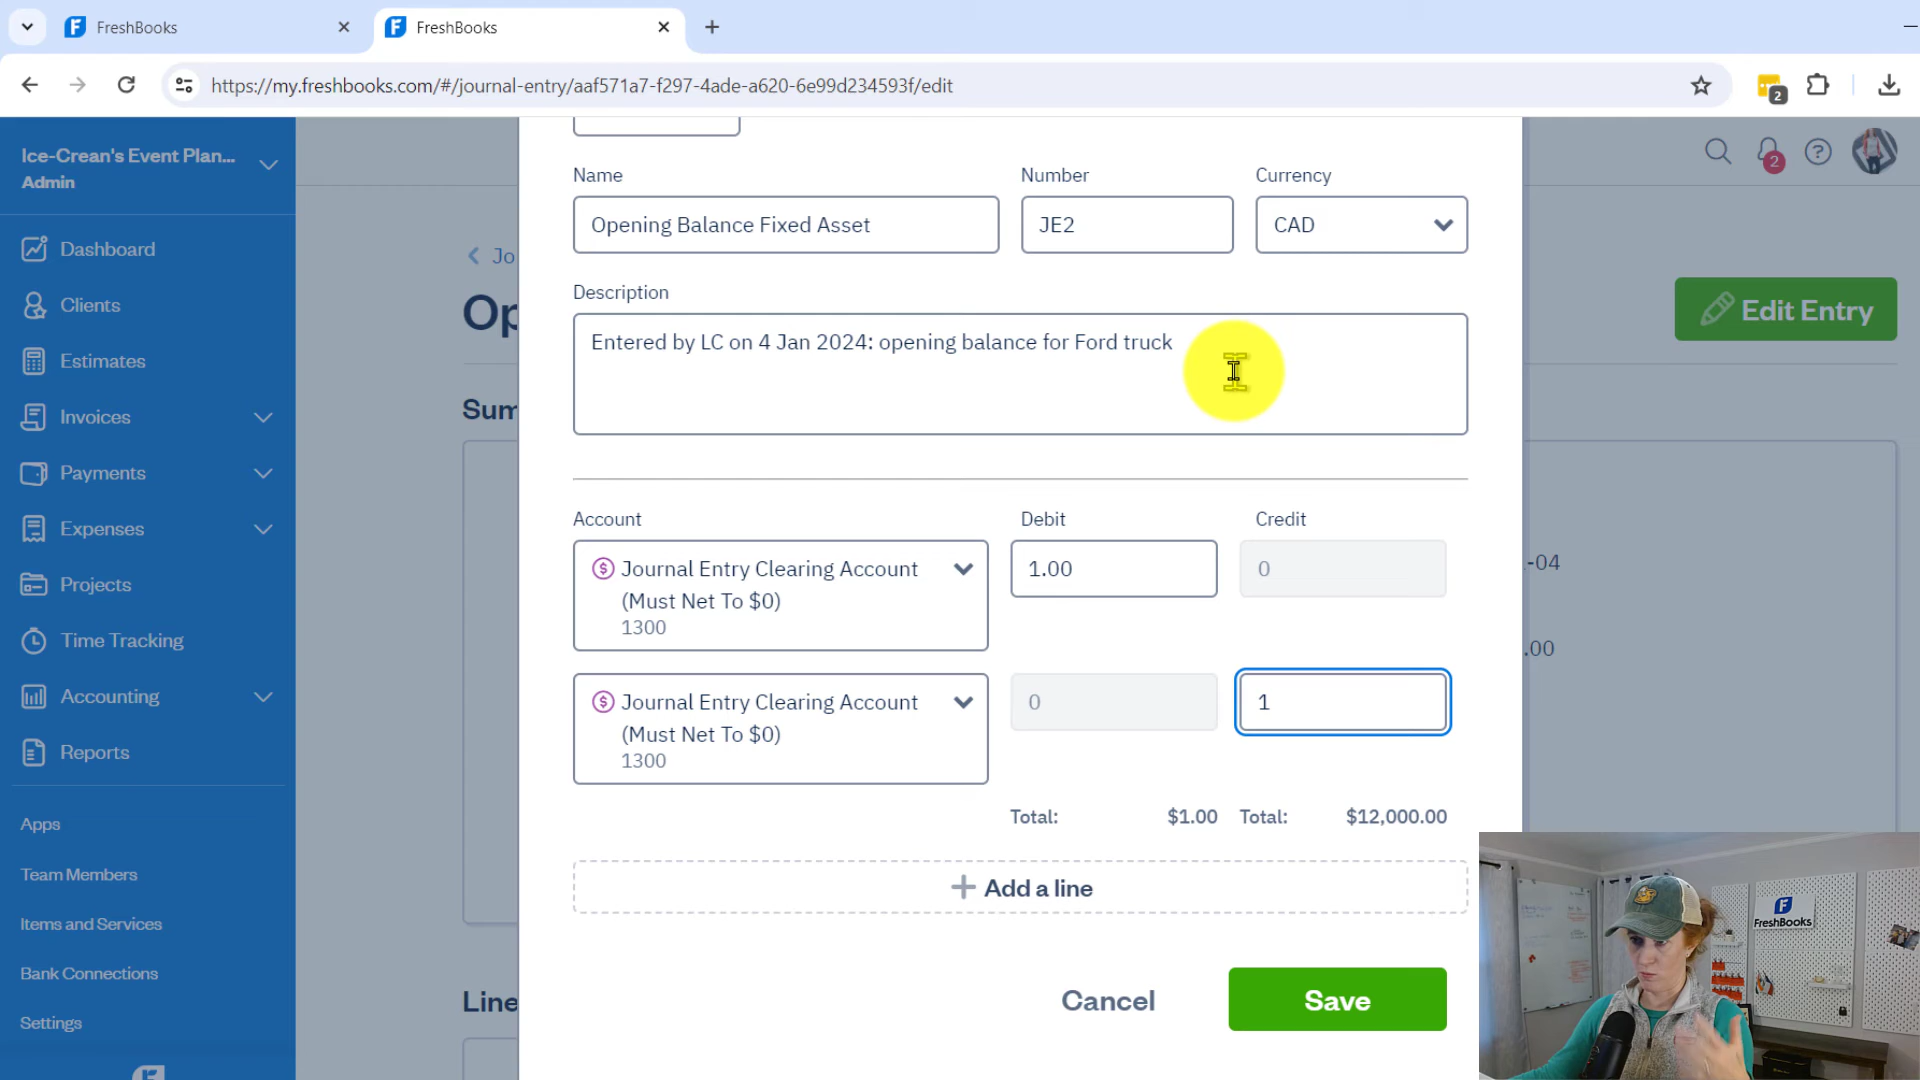 FreshBooks
FreshBooks
https://my.freshbooks.com/#/journal-entry/aaf571a7-f297-4ade-a620-6e99d234593f/edit
2
Ice-Crean's Event Plan...
Admin
2
Dashboard
Clients
Estimates
Invoices
Payments
Expenses
Projects
Time Tracking
Accounting
Reports
Apps
Team Members
Items and Services
Bank Connections
Settings
Jo
Op
Edit Entry
Sum
-04
.00
Line
Name
Number
Currency
Opening Balance Fixed Asset
JE2
CAD
Description
Entered by LC on 4 Jan 2024: opening balance for Ford truck
Account
Debit
Credit
Journal Entry Clearing Account
(Must Net To $0)
1300
1.00
0
Journal Entry Clearing Account
(Must Net To $0)
1300
0
1
Total: $1.00 Total: $12,000.00
+ Add a line
Cancel
Save
FreshBooks